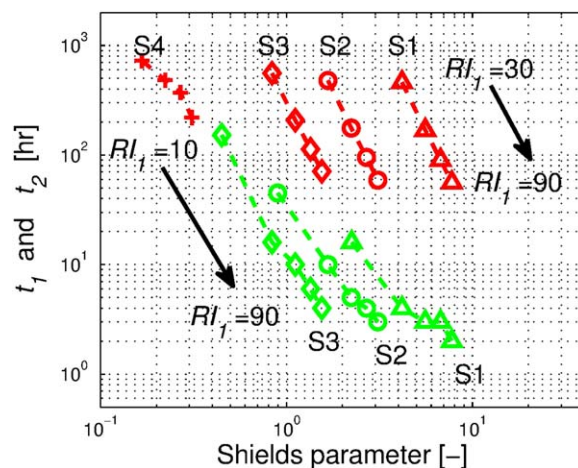 t₁ and t₂ [hr]
10³
10²
10¹
10⁰
S4
S3
S2
S1
RI₁=30
RI₁=10
RI₁=90
RI₁=90
S3
S2
S1
10⁻¹
10⁰
10¹
Shields parameter [–]